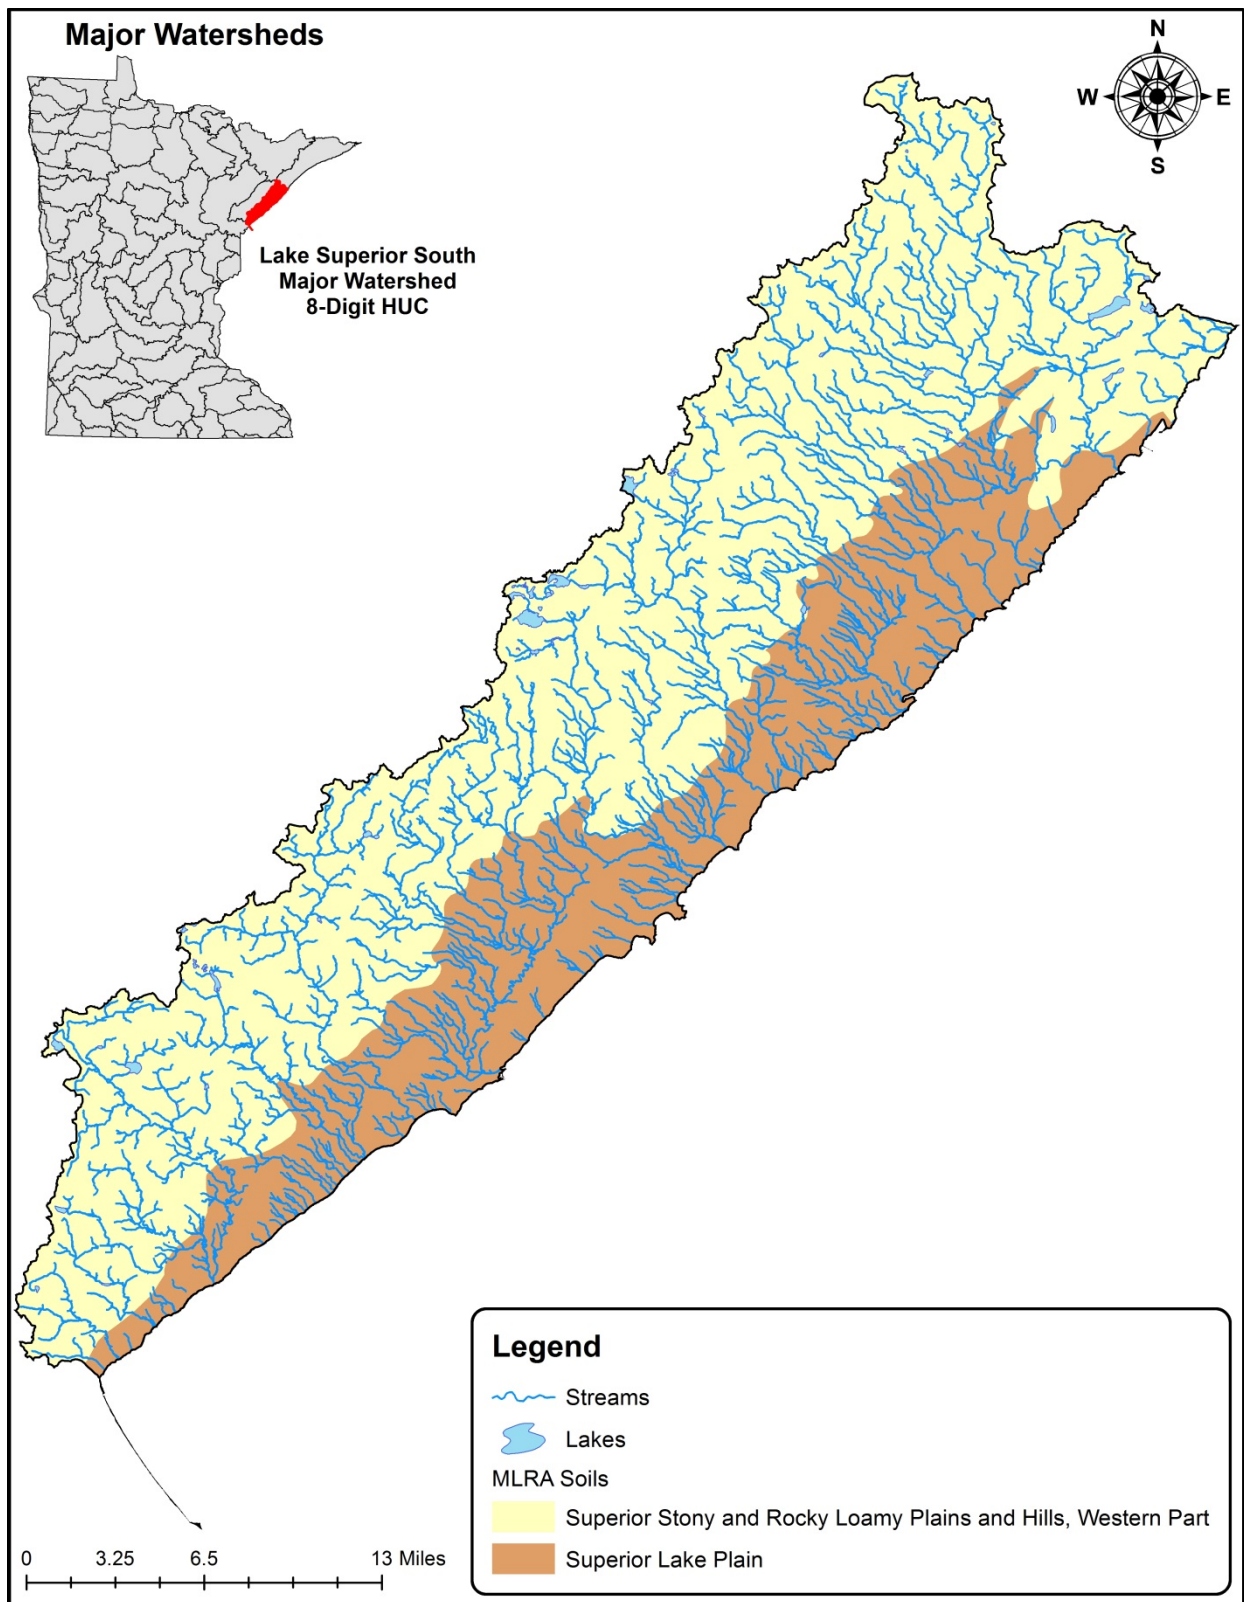 Major Watersheds
N
W
E
S
Lake Superior South
Major Watershed
8-Digit HUC
Legend
Streams
Lakes
MLRA Soils
Superior Stony and Rocky Loamy Plains and Hills, Western Part
Superior Lake Plain
0 3.25 6.5 13 Miles